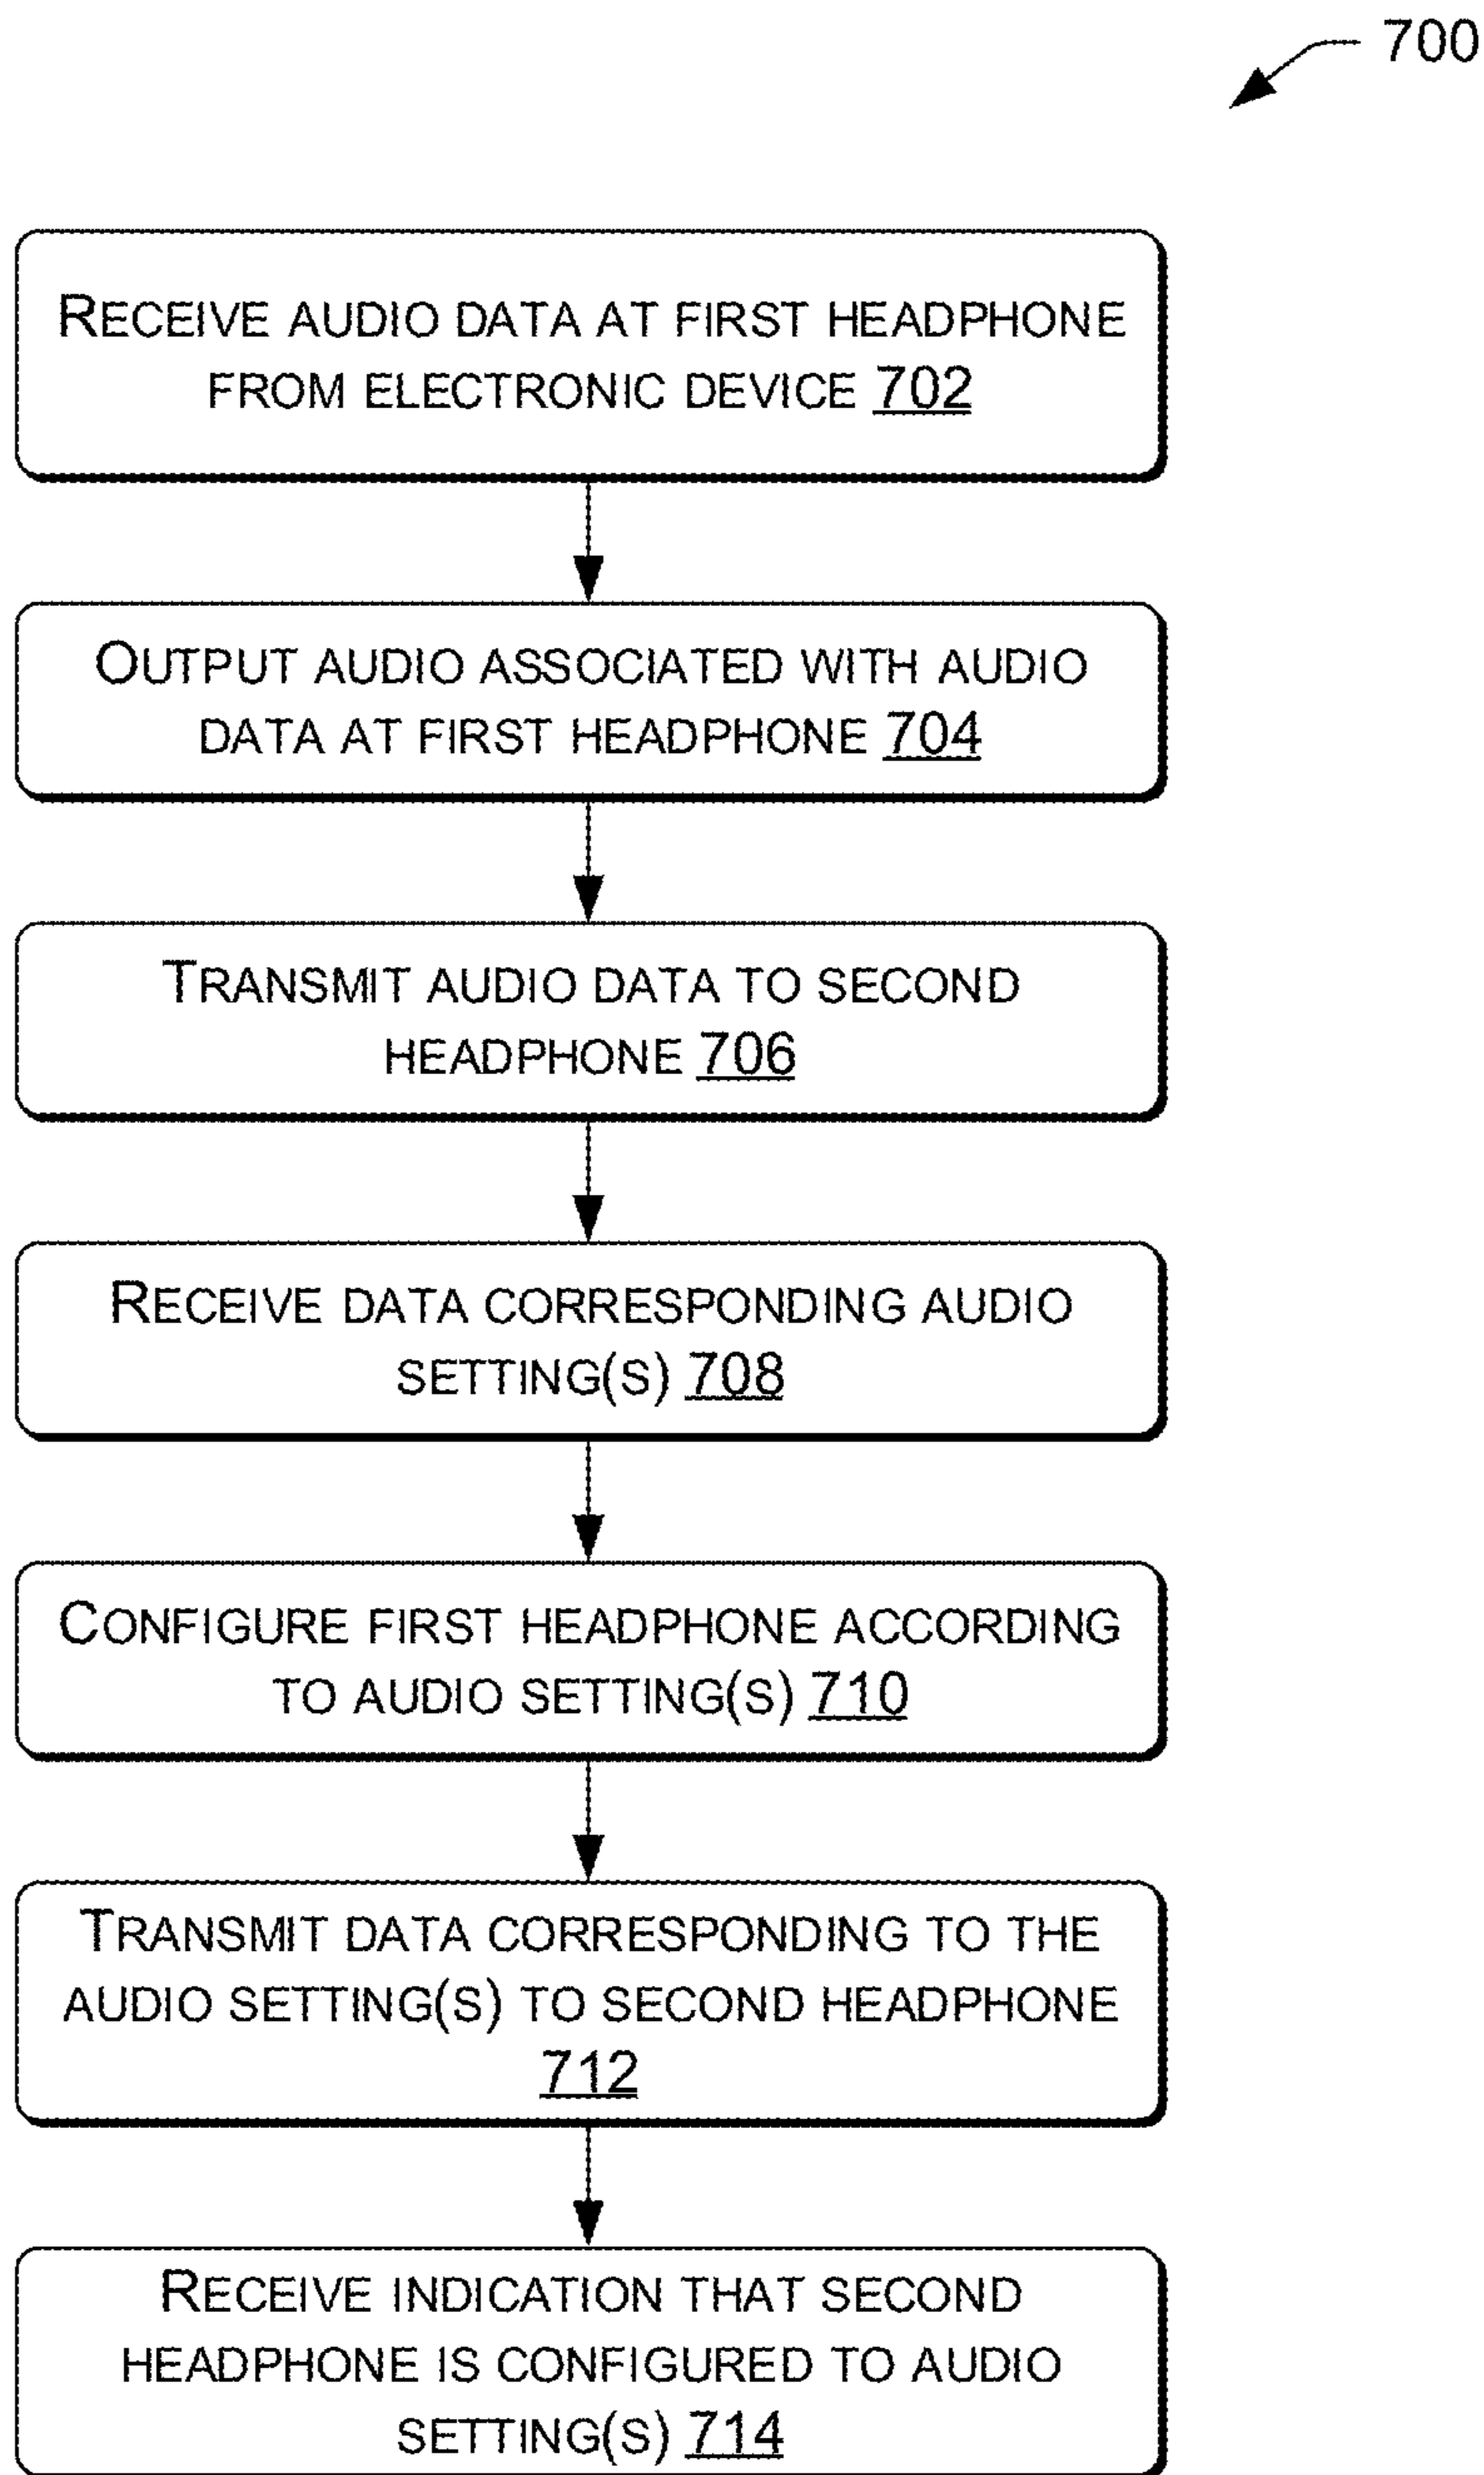 700
RECEIVE AUDIO DATA AT FIRST HEADPHONE
FROM ELECTRONIC DEVICE 702
OUTPUT AUDIO ASSOCIATED WITH AUDIO
DATA AT FIRST HEADPHONE 704
TRANSMIT AUDIO DATA TO SECOND
HEADPHONE 706
RECEIVE DATA CORRESPONDING AUDIO
SETTING(S) 708
CONFIGURE FIRST HEADPHONE ACCORDING
TO AUDIO SETTING(S) 710
TRANSMIT DATA CORRESPONDING TO THE
AUDIO SETTING(S) TO SECOND HEADPHONE
712
RECEIVE INDICATION THAT SECOND
HEADPHONE IS CONFIGURED TO AUDIO
SETTING(S) 714